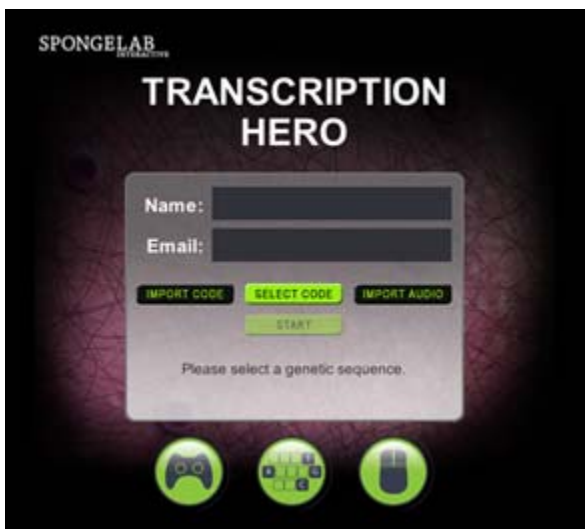 SPONGELAB
INTERACTIVE
TRANSCRIPTION
HERO
Name:
Email:
IMPORT CODE SELECT CODE IMPORT AUDIO
START
Please select a genetic sequence.